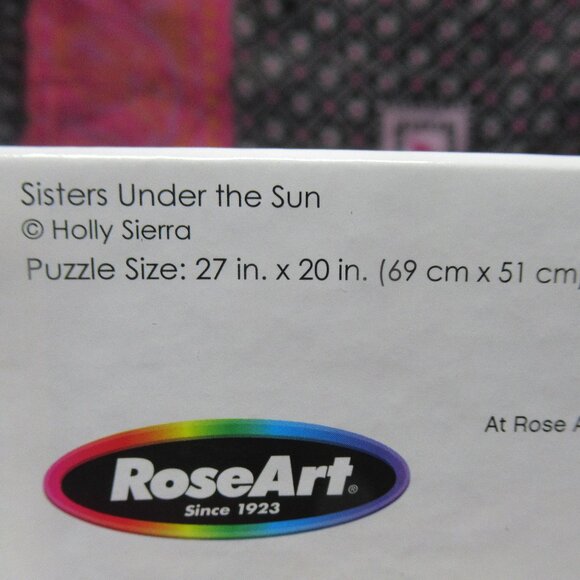 Sisters Under the Sun
© Holly Sierra
Puzzle Size: 27 in. x 20 in. (69 cm x 51 cm)
At Rose A
RoseArt®
Since 1923